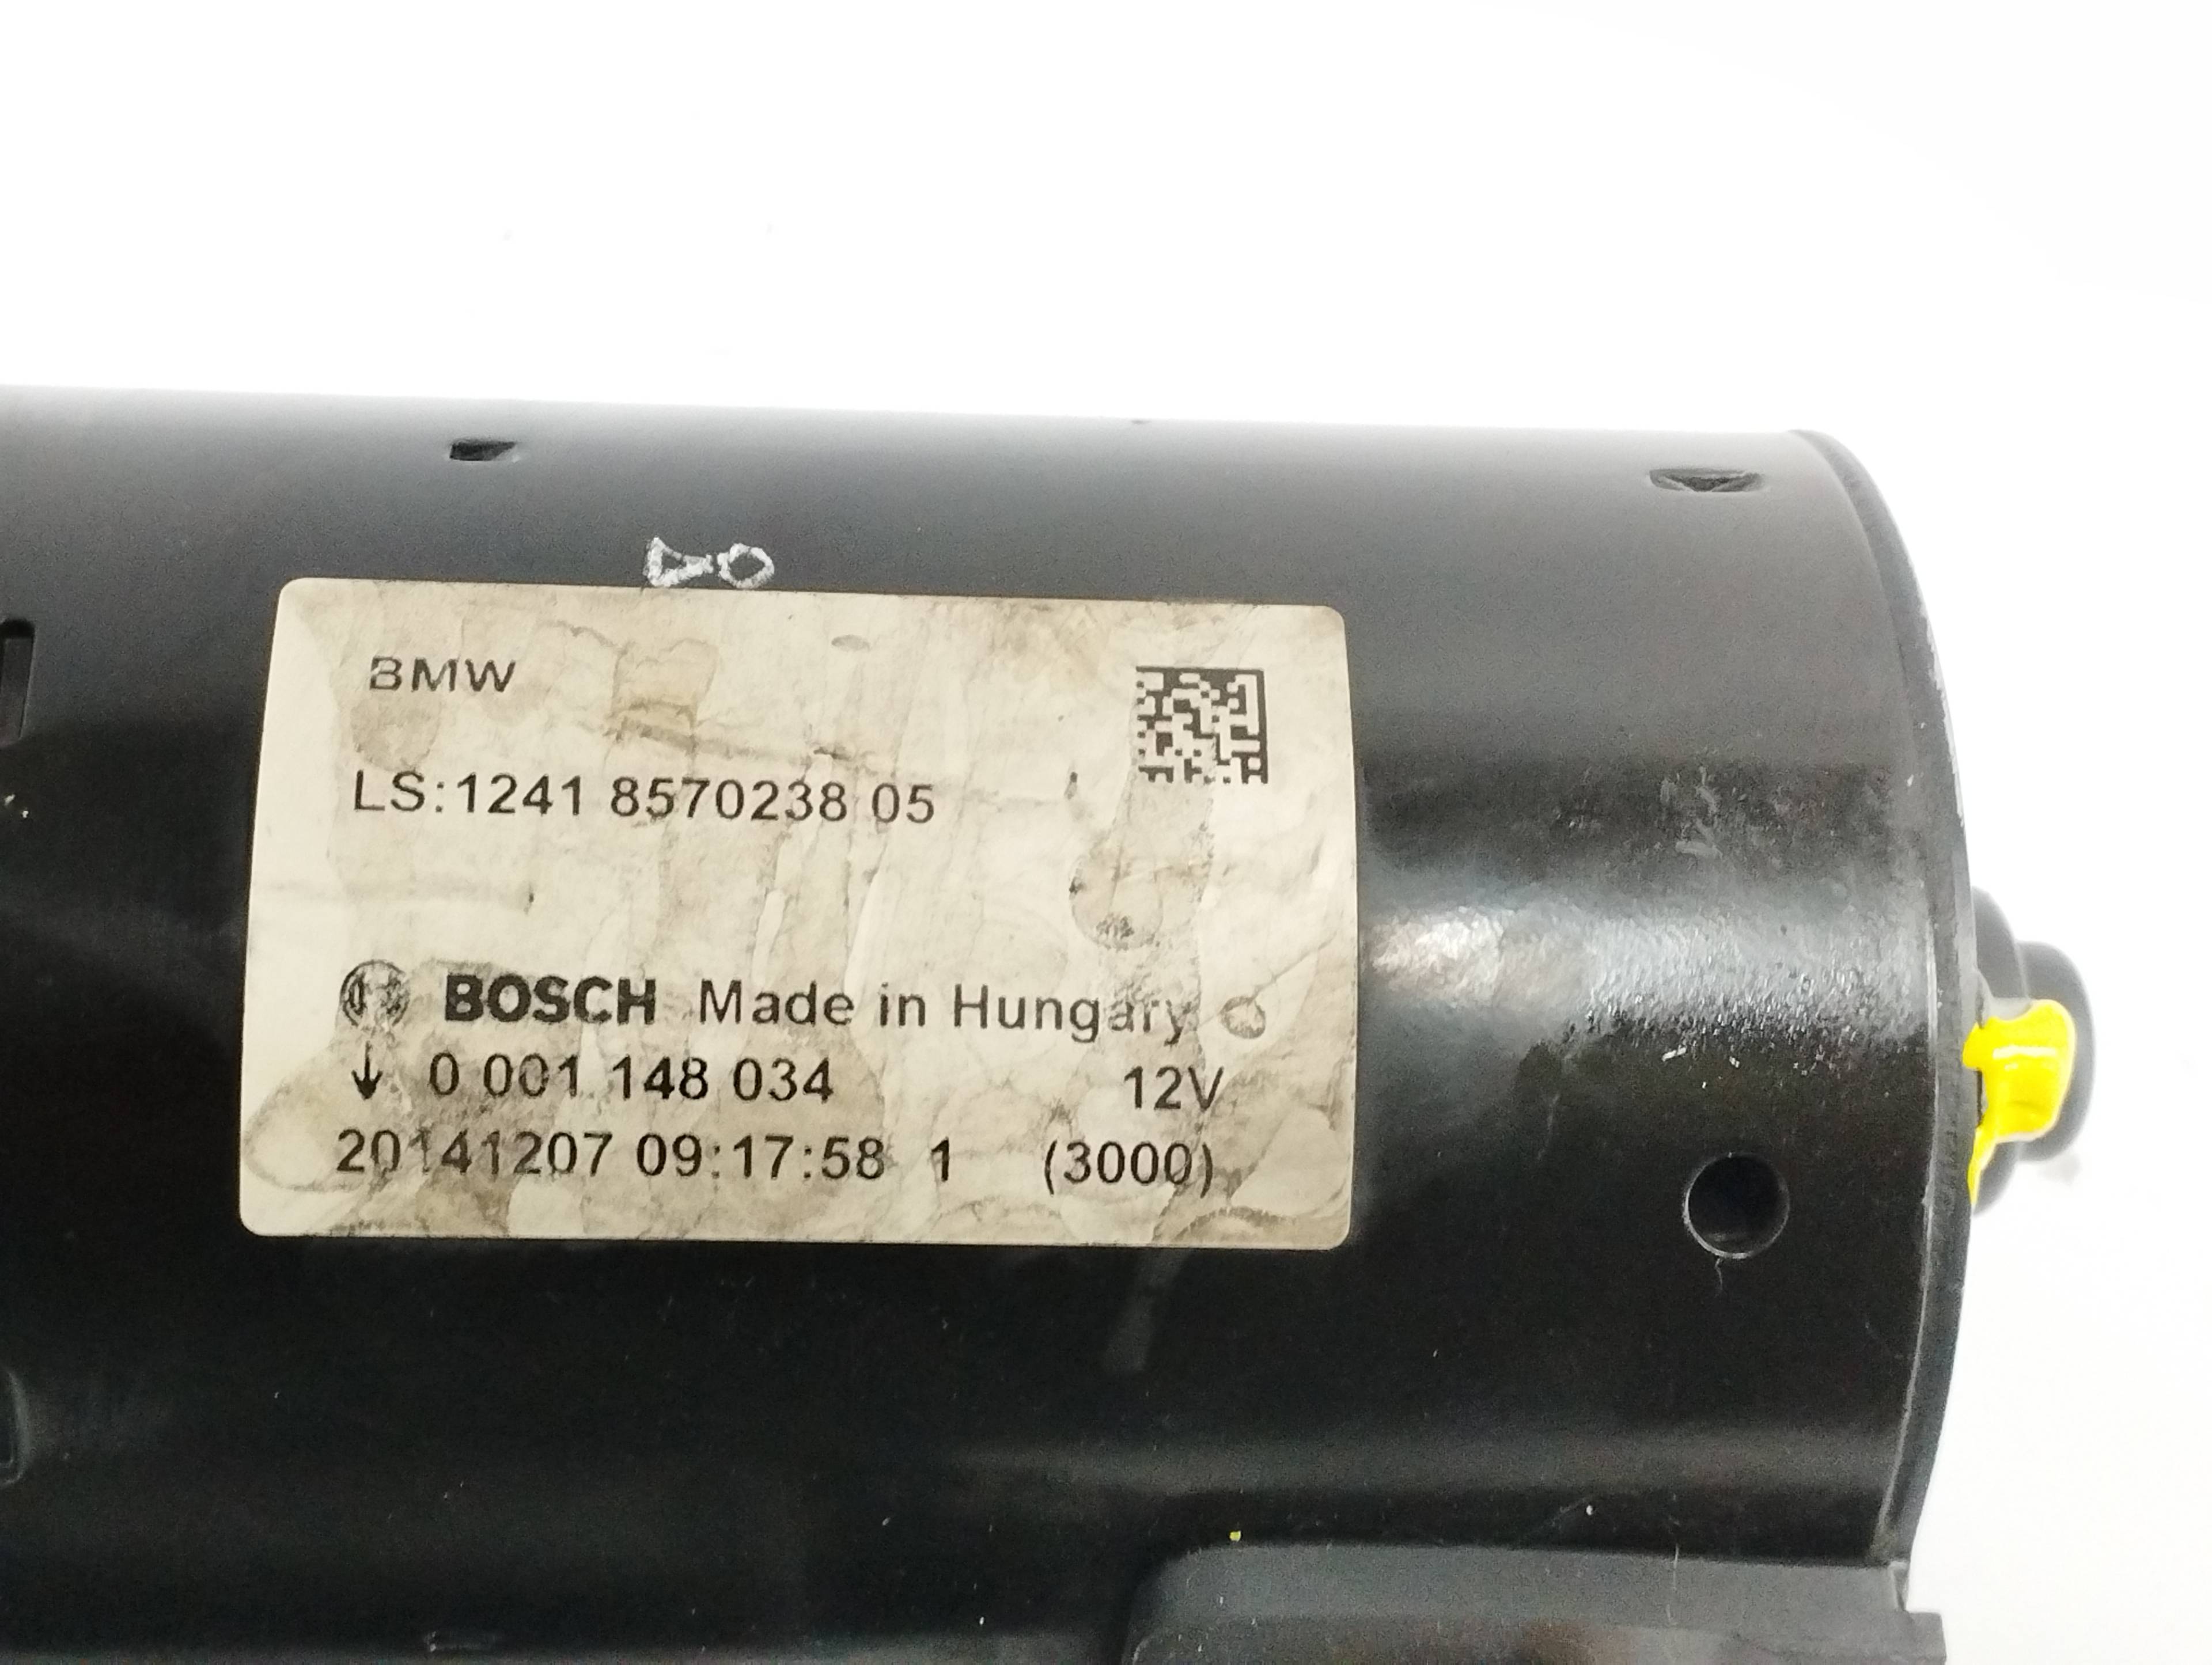 BMW
LS:1241 8570238 05
BOSCH Made in Hungary
↓ 0 001 148 034 12V
20141207 09:17:58 1 (3000)